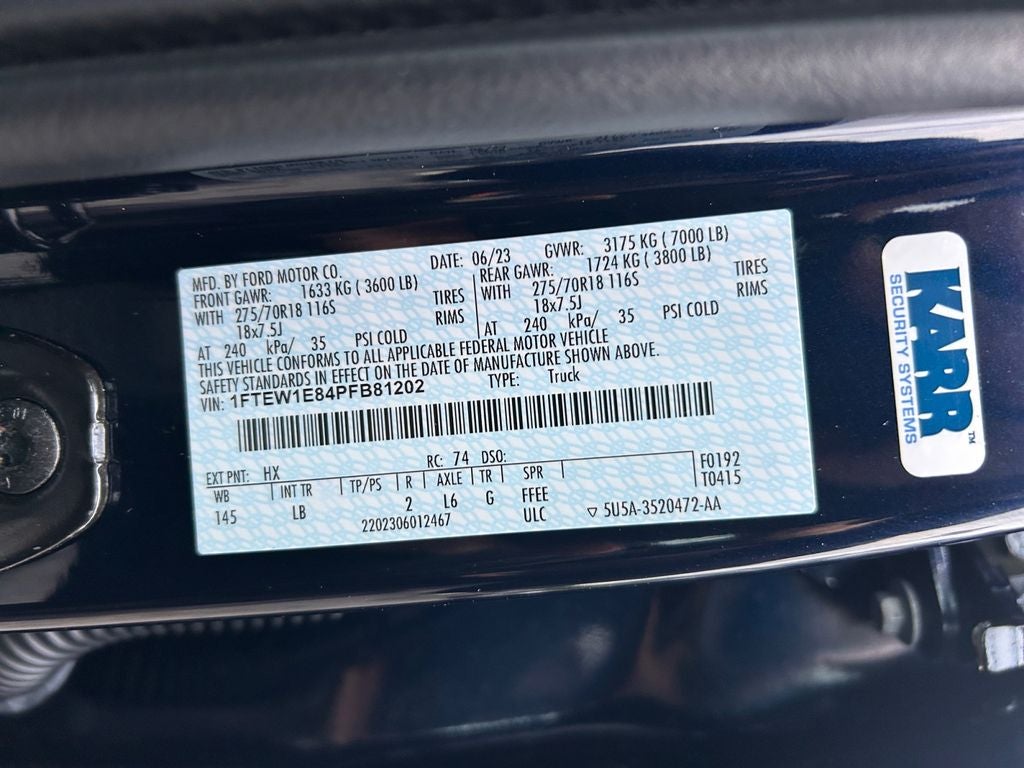 MFD. BY FORD MOTOR CO.
DATE: 06/23 GVWR: 3175 KG ( 7000 LB)
FRONT GAWR: 1633 KG ( 3600 LB)
WITH 275/70R18 116S TIRES
18x7.5J RIMS
AT 240 kPa/ 35 PSI COLD
REAR GAWR: 1724 KG ( 3800 LB)
WITH 275/70R18 116S TIRES
18x7.5J RIMS
AT 240 kPa/ 35 PSI COLD
THIS VEHICLE CONFORMS TO ALL APPLICABLE FEDERAL MOTOR VEHICLE
SAFETY STANDARDS IN EFFECT ON THE DATE OF MANUFACTURE SHOWN ABOVE.
VIN: 1FTEW1E84PFB81202 TYPE: Truck
EXT PNT: HX RC: 74 DSO: F0192
WB INT TR TP/PS R AXLE TR SPR T0415
145 LB 2 L6 G FFEE
2202306012467 ULC ▽ 5U5A-3520472-AA
KARR™
SECURITY SYSTEMS